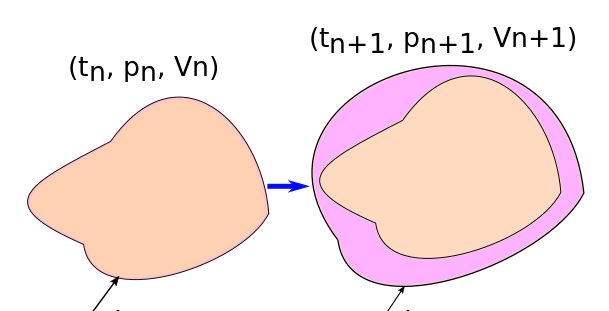 (tn, pn, Vn)
(tn+1, pn+1, Vn+1)